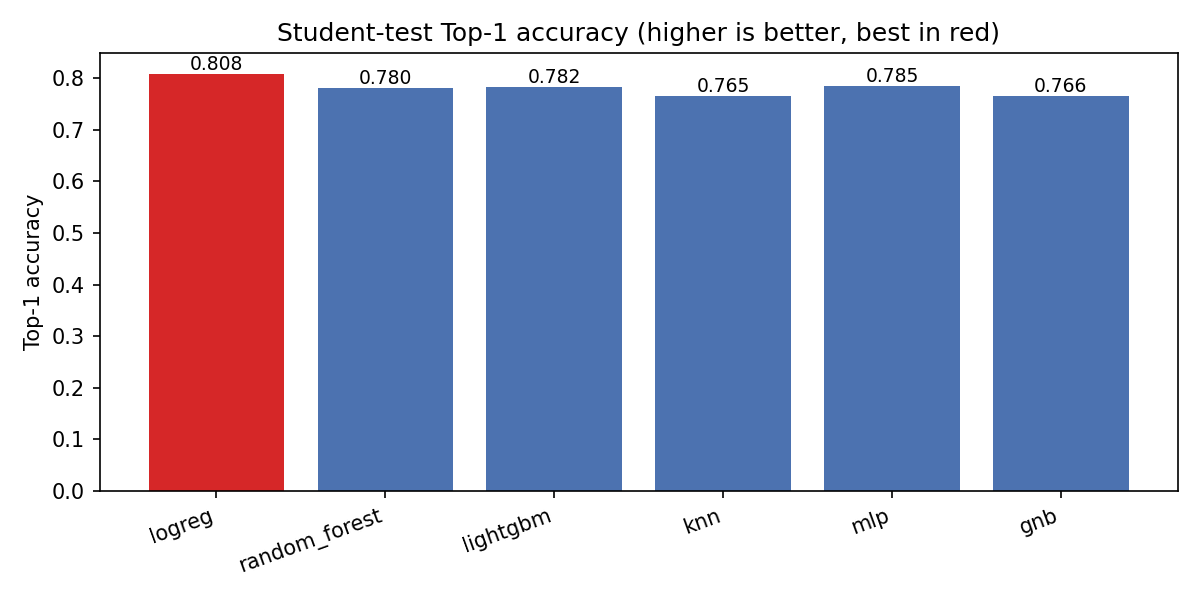 Student-test Top-1 accuracy (higher is better, best in red)
Top-1 accuracy
0.8
0.7
0.6
0.5
0.4
0.3
0.2
0.1
0.0
0.808
0.780
0.782
0.765
0.785
0.766
logreg
random_forest
lightgbm
knn
mlp
gnb